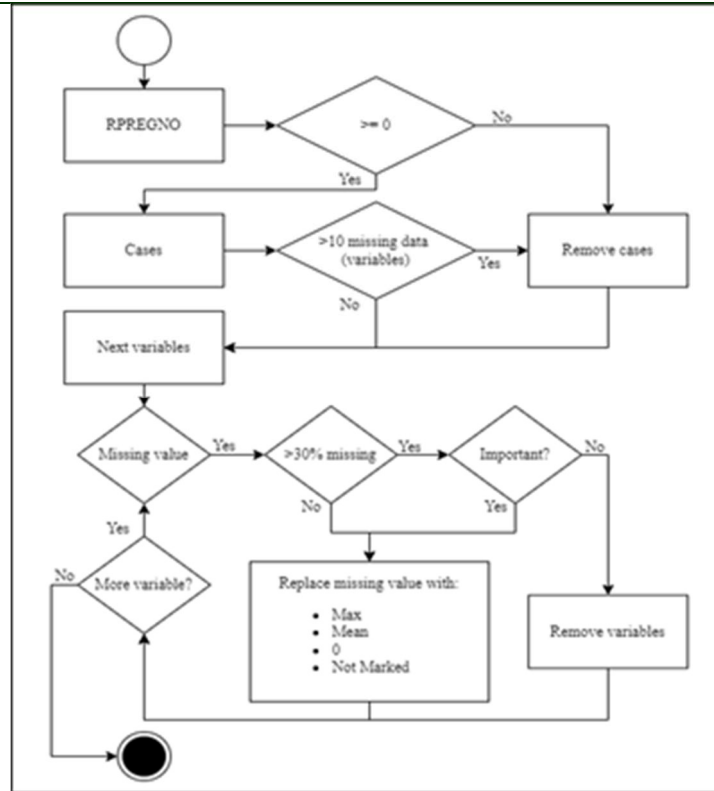 RPREGNO
>= 0
No
Yes
Cases
>10 missing data
(variables)
Yes
Remove cases
No
Next variables
Missing value
Yes
>30% missing
Yes
Important?
No
No
Yes
Yes
No
More variable?
Replace missing value with:
• Max
• Mean
• 0
• Not Marked
Remove variables